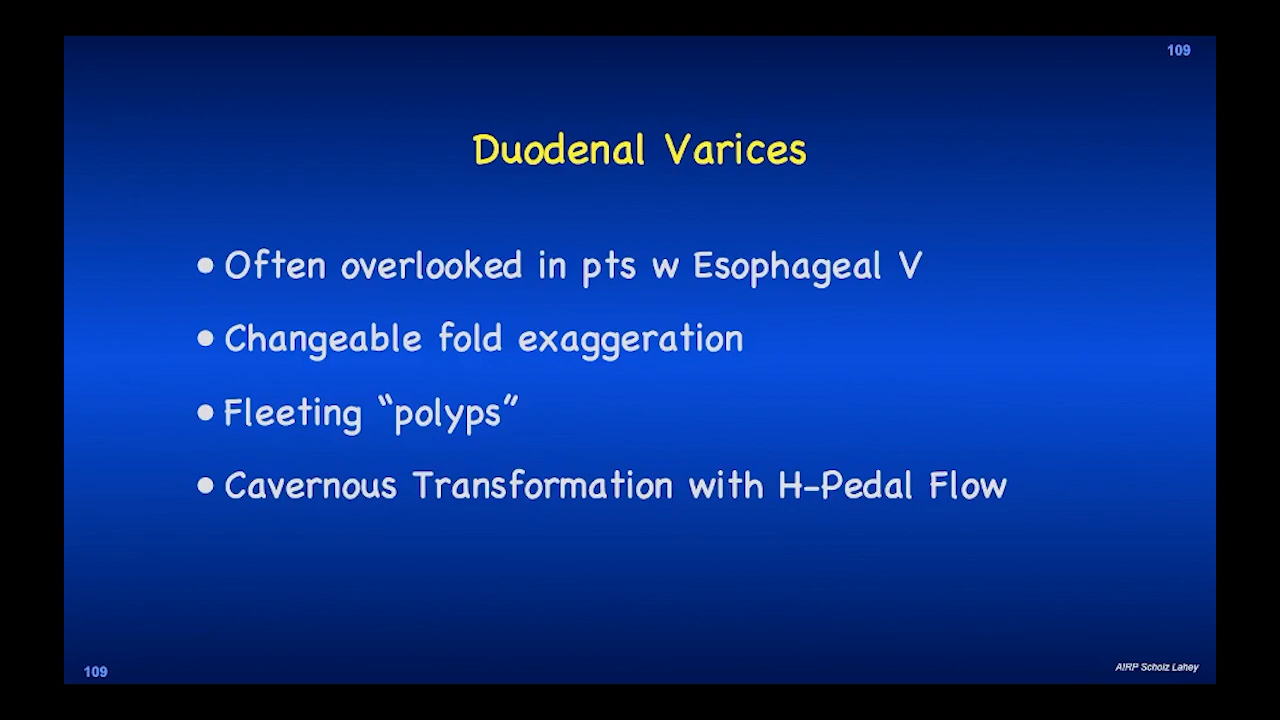 109
Duodenal Varices
• Often overlooked in pts w Esophageal V
• Changeable fold exaggeration
• Fleeting “polyps”
• Cavernous Transformation with H-Pedal Flow
109
AIRP Scholz Lahey